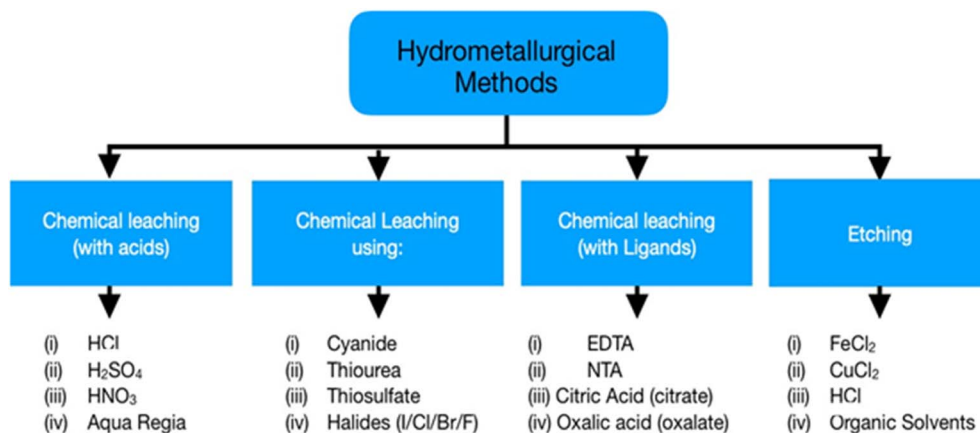 Hydrometallurgical
Methods
Chemical leaching
(with acids)
Chemical Leaching
using:
Chemical leaching
(with Ligands)
Etching
(i) HCl
(ii) H₂SO₄
(iii) HNO₃
(iv) Aqua Regia
(i) Cyanide
(ii) Thiourea
(iii) Thiosulfate
(iv) Halides (I/Cl/Br/F)
(i) EDTA
(ii) NTA
(iii) Citric Acid (citrate)
(iv) Oxalic acid (oxalate)
(i) FeCl₂
(ii) CuCl₂
(iii) HCl
(iv) Organic Solvents